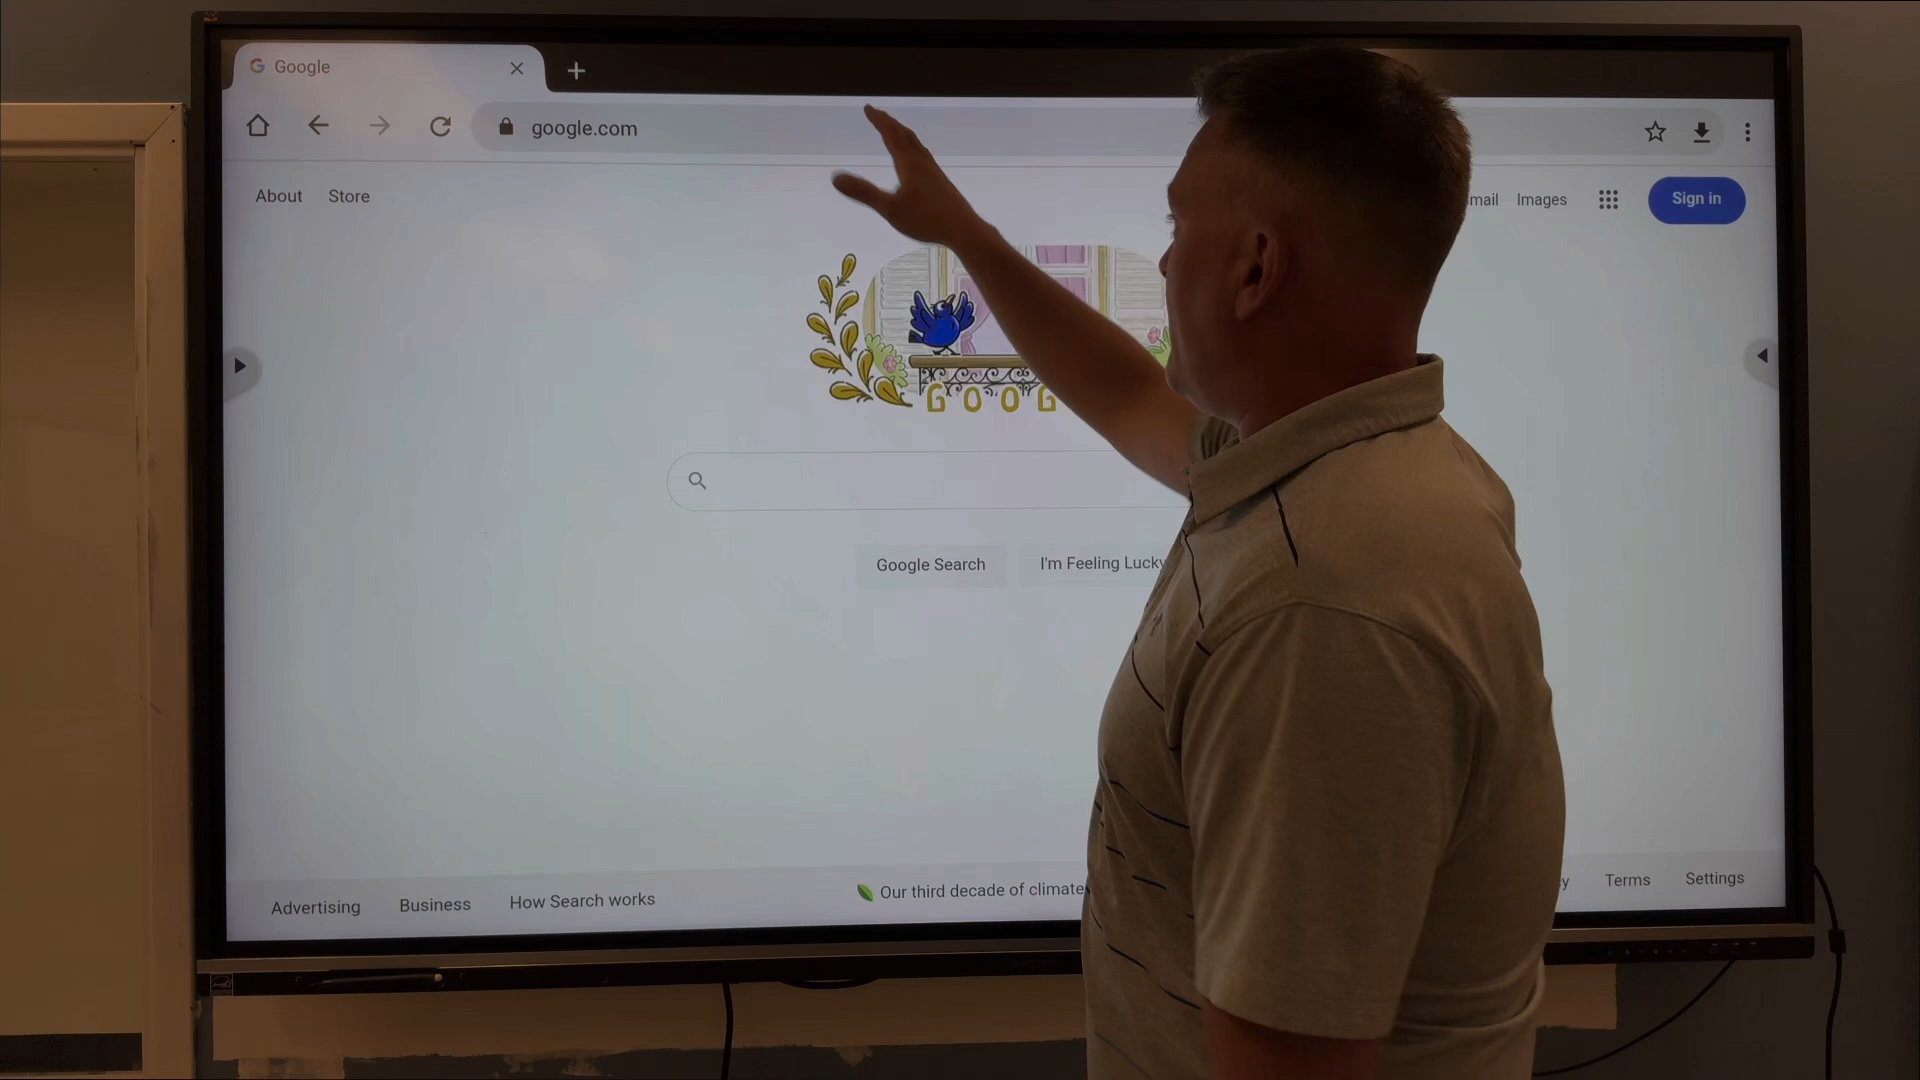 Google
google.com
About Store
mail Images Sign in
GOOG
Google Search I'm Feeling Lucky
Our third decade of climate
Advertising Business How Search works
y Terms Settings